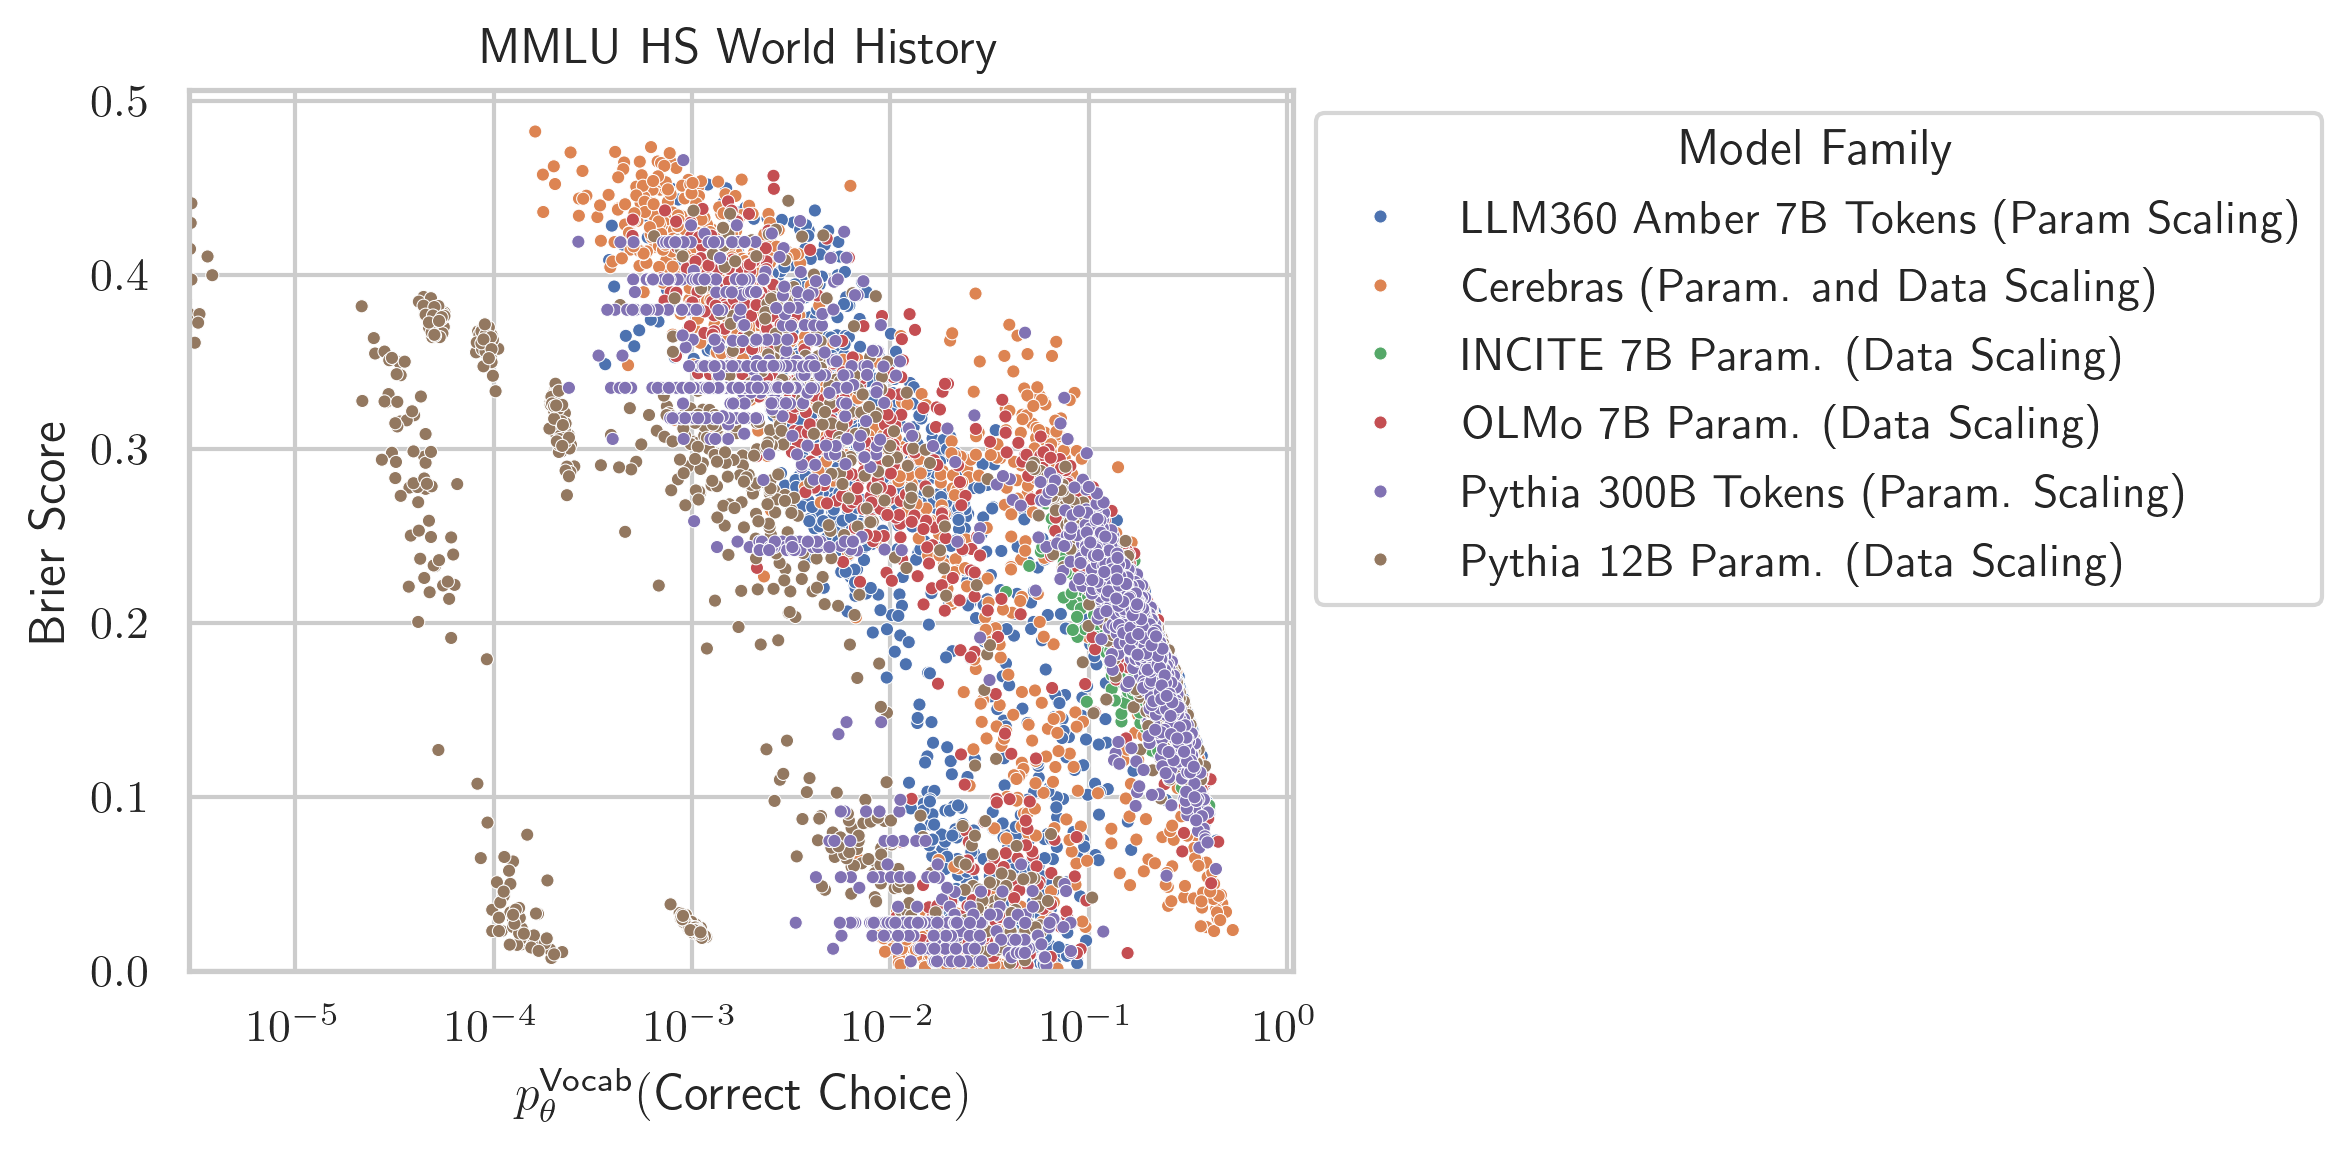 MMLU HS World History
0.5
0.4
0.3
0.2
0.1
0.0
Brier Score
10⁻⁵ 10⁻⁴ 10⁻³ 10⁻² 10⁻¹ 10⁰
p_θ^Vocab(Correct Choice)
Model Family
LLM360 Amber 7B Tokens (Param Scaling)
Cerebras (Param. and Data Scaling)
INCITE 7B Param. (Data Scaling)
OLMo 7B Param. (Data Scaling)
Pythia 300B Tokens (Param. Scaling)
Pythia 12B Param. (Data Scaling)